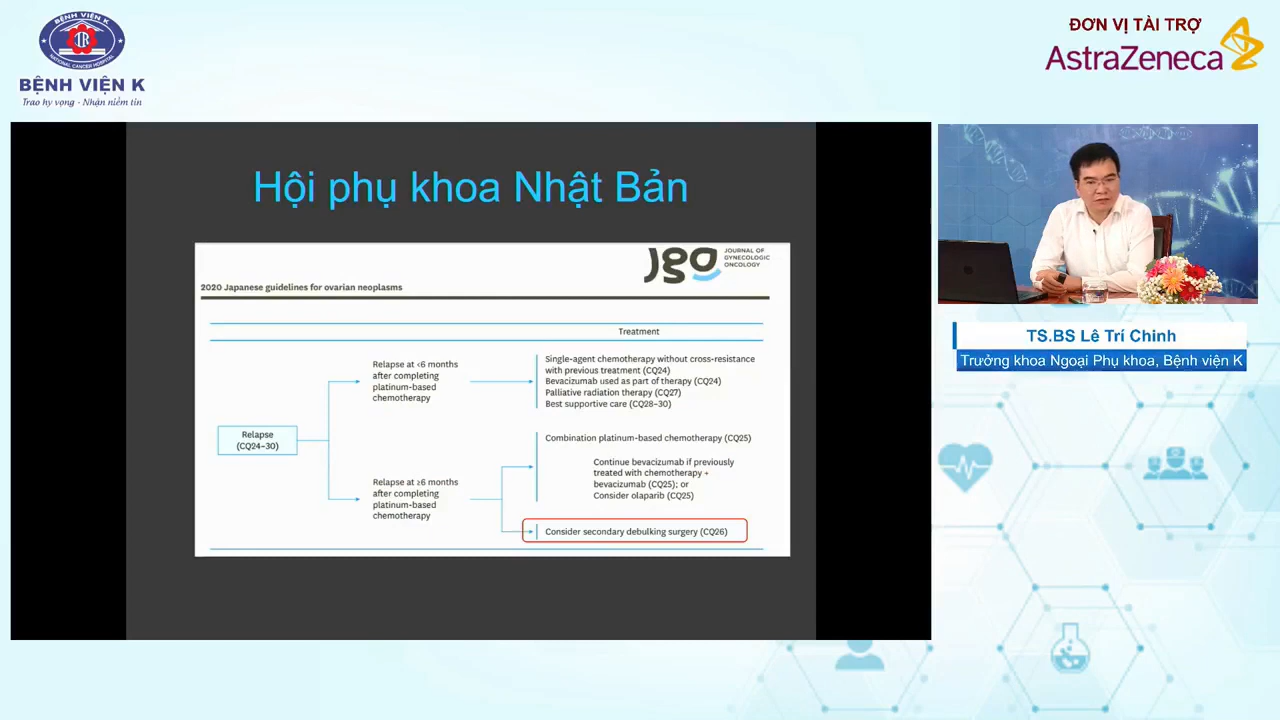 BỆNH VIỆN K
NATIONAL CANCER HOSPITAL
BỆNH VIỆN K
Trao hy vọng - Nhận niềm tin
ĐƠN VỊ TÀI TRỢ
AstraZeneca
Hội phụ khoa Nhật Bản
jgo
JOURNAL OF
GYNECOLOGIC
ONCOLOGY
2020 Japanese guidelines for ovarian neoplasms
Treatment
Relapse
(CQ24–30)
Relapse at <6 months
after completing
platinum-based
chemotherapy
Single-agent chemotherapy without cross-resistance
with previous treatment (CQ24)
Bevacizumab used as part of therapy (CQ24)
Palliative radiation therapy (CQ27)
Best supportive care (CQ28–30)
Relapse at ≥6 months
after completing
platinum-based
chemotherapy
Combination platinum-based chemotherapy (CQ25)
Continue bevacizumab if previously
treated with chemotherapy +
bevacizumab (CQ25); or
Consider olaparib (CQ25)
Consider secondary debulking surgery (CQ26)
TS.BS Lê Trí Chinh
Trưởng khoa Ngoại Phụ khoa, Bệnh viện K